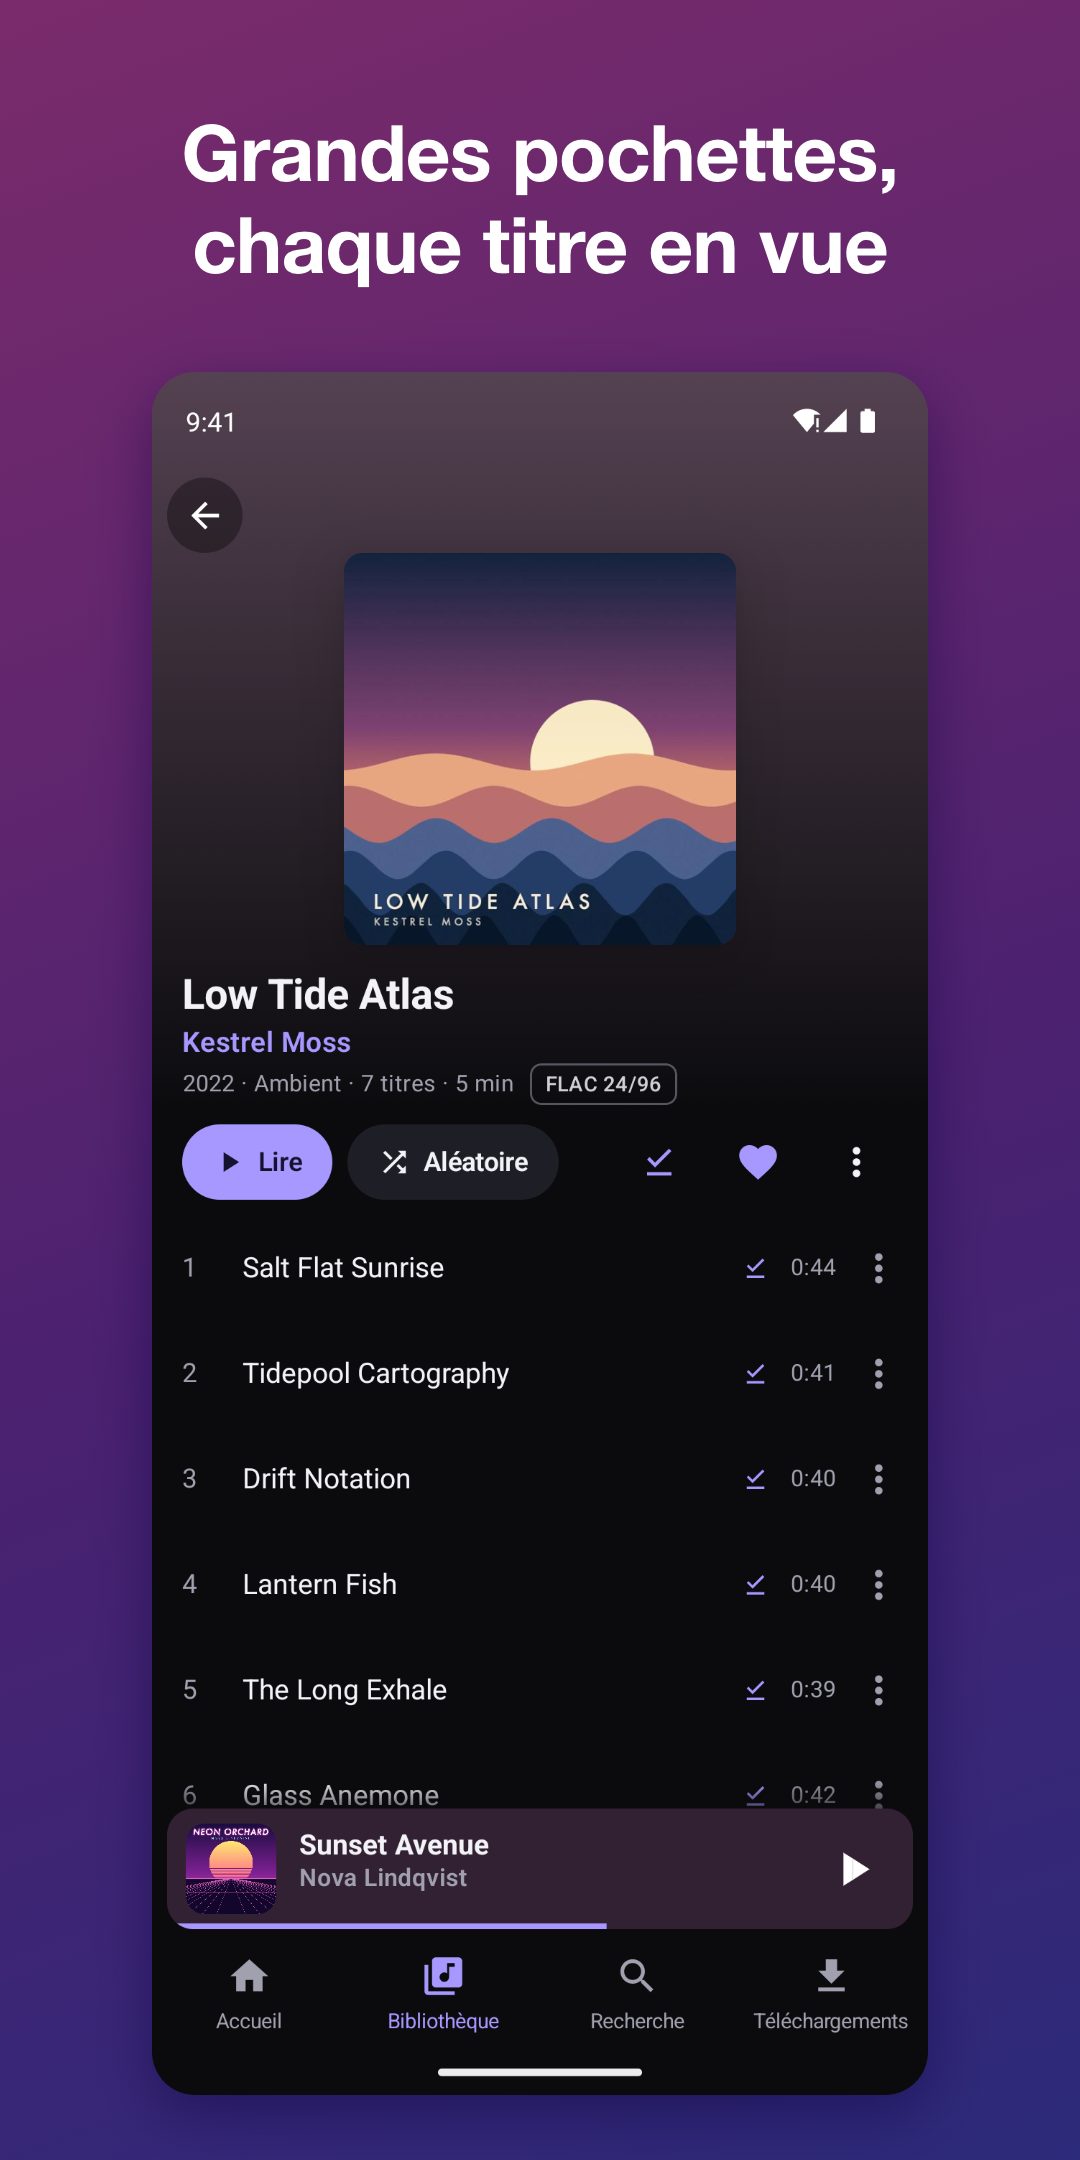 Grandes pochettes,
chaque titre en vue
9:41
LOW TIDE ATLAS
KESTREL MOSS
Low Tide Atlas
Kestrel Moss
2022 · Ambient · 7 titres · 5 min FLAC 24/96
Lire Aléatoire
1 Salt Flat Sunrise 0:44
2 Tidepool Cartography 0:41
3 Drift Notation 0:40
4 Lantern Fish 0:40
5 The Long Exhale 0:39
6 Glass Anemone 0:42
NEON ORCHARD
Sunset Avenue
Nova Lindqvist
Accueil Bibliothèque Recherche Téléchargements